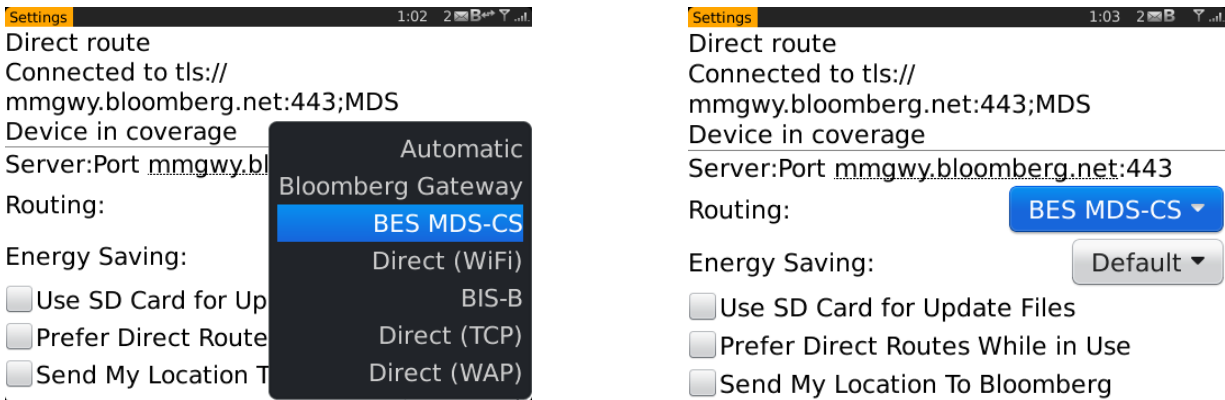 Settings 1:02 2 B
Direct route
Connected to tls://
mmgwy.bloomberg.net:443;MDS
Device in coverage
Server:Port mmgwy.bl
Routing:
Energy Saving:
Use SD Card for Up
Prefer Direct Route
Send My Location T
Automatic
Bloomberg Gateway
BES MDS-CS
Direct (WiFi)
BIS-B
Direct (TCP)
Direct (WAP)
Settings 1:03 2 B
Direct route
Connected to tls://
mmgwy.bloomberg.net:443;MDS
Device in coverage
Server:Port mmgwy.bloomberg.net:443
Routing: BES MDS-CS
Energy Saving: Default
Use SD Card for Update Files
Prefer Direct Routes While in Use
Send My Location To Bloomberg